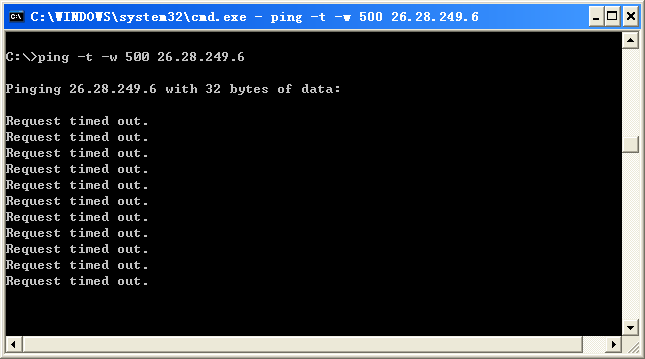 C:\WINDOWS\system32\cmd.exe - ping -t -w 500 26.28.249.6
C:\>ping -t -w 500 26.28.249.6
Pinging 26.28.249.6 with 32 bytes of data:
Request timed out.
Request timed out.
Request timed out.
Request timed out.
Request timed out.
Request timed out.
Request timed out.
Request timed out.
Request timed out.
Request timed out.
Request timed out.